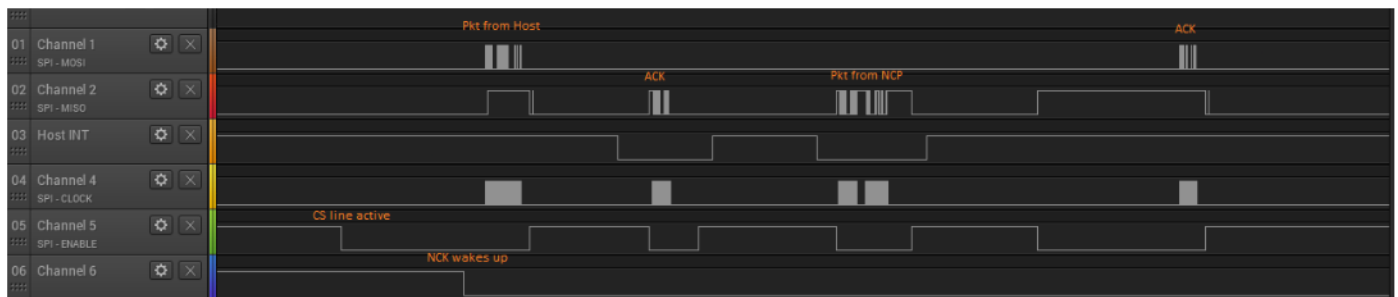 Pkt from Host
ACK
01 Channel 1
SPI - MOSI
ACK
Pkt from NCP
02 Channel 2
SPI - MISO
03 Host INT
04 Channel 4
SPI - CLOCK
CS line active
05 Channel 5
SPI - ENABLE
NCK wakes up
06 Channel 6